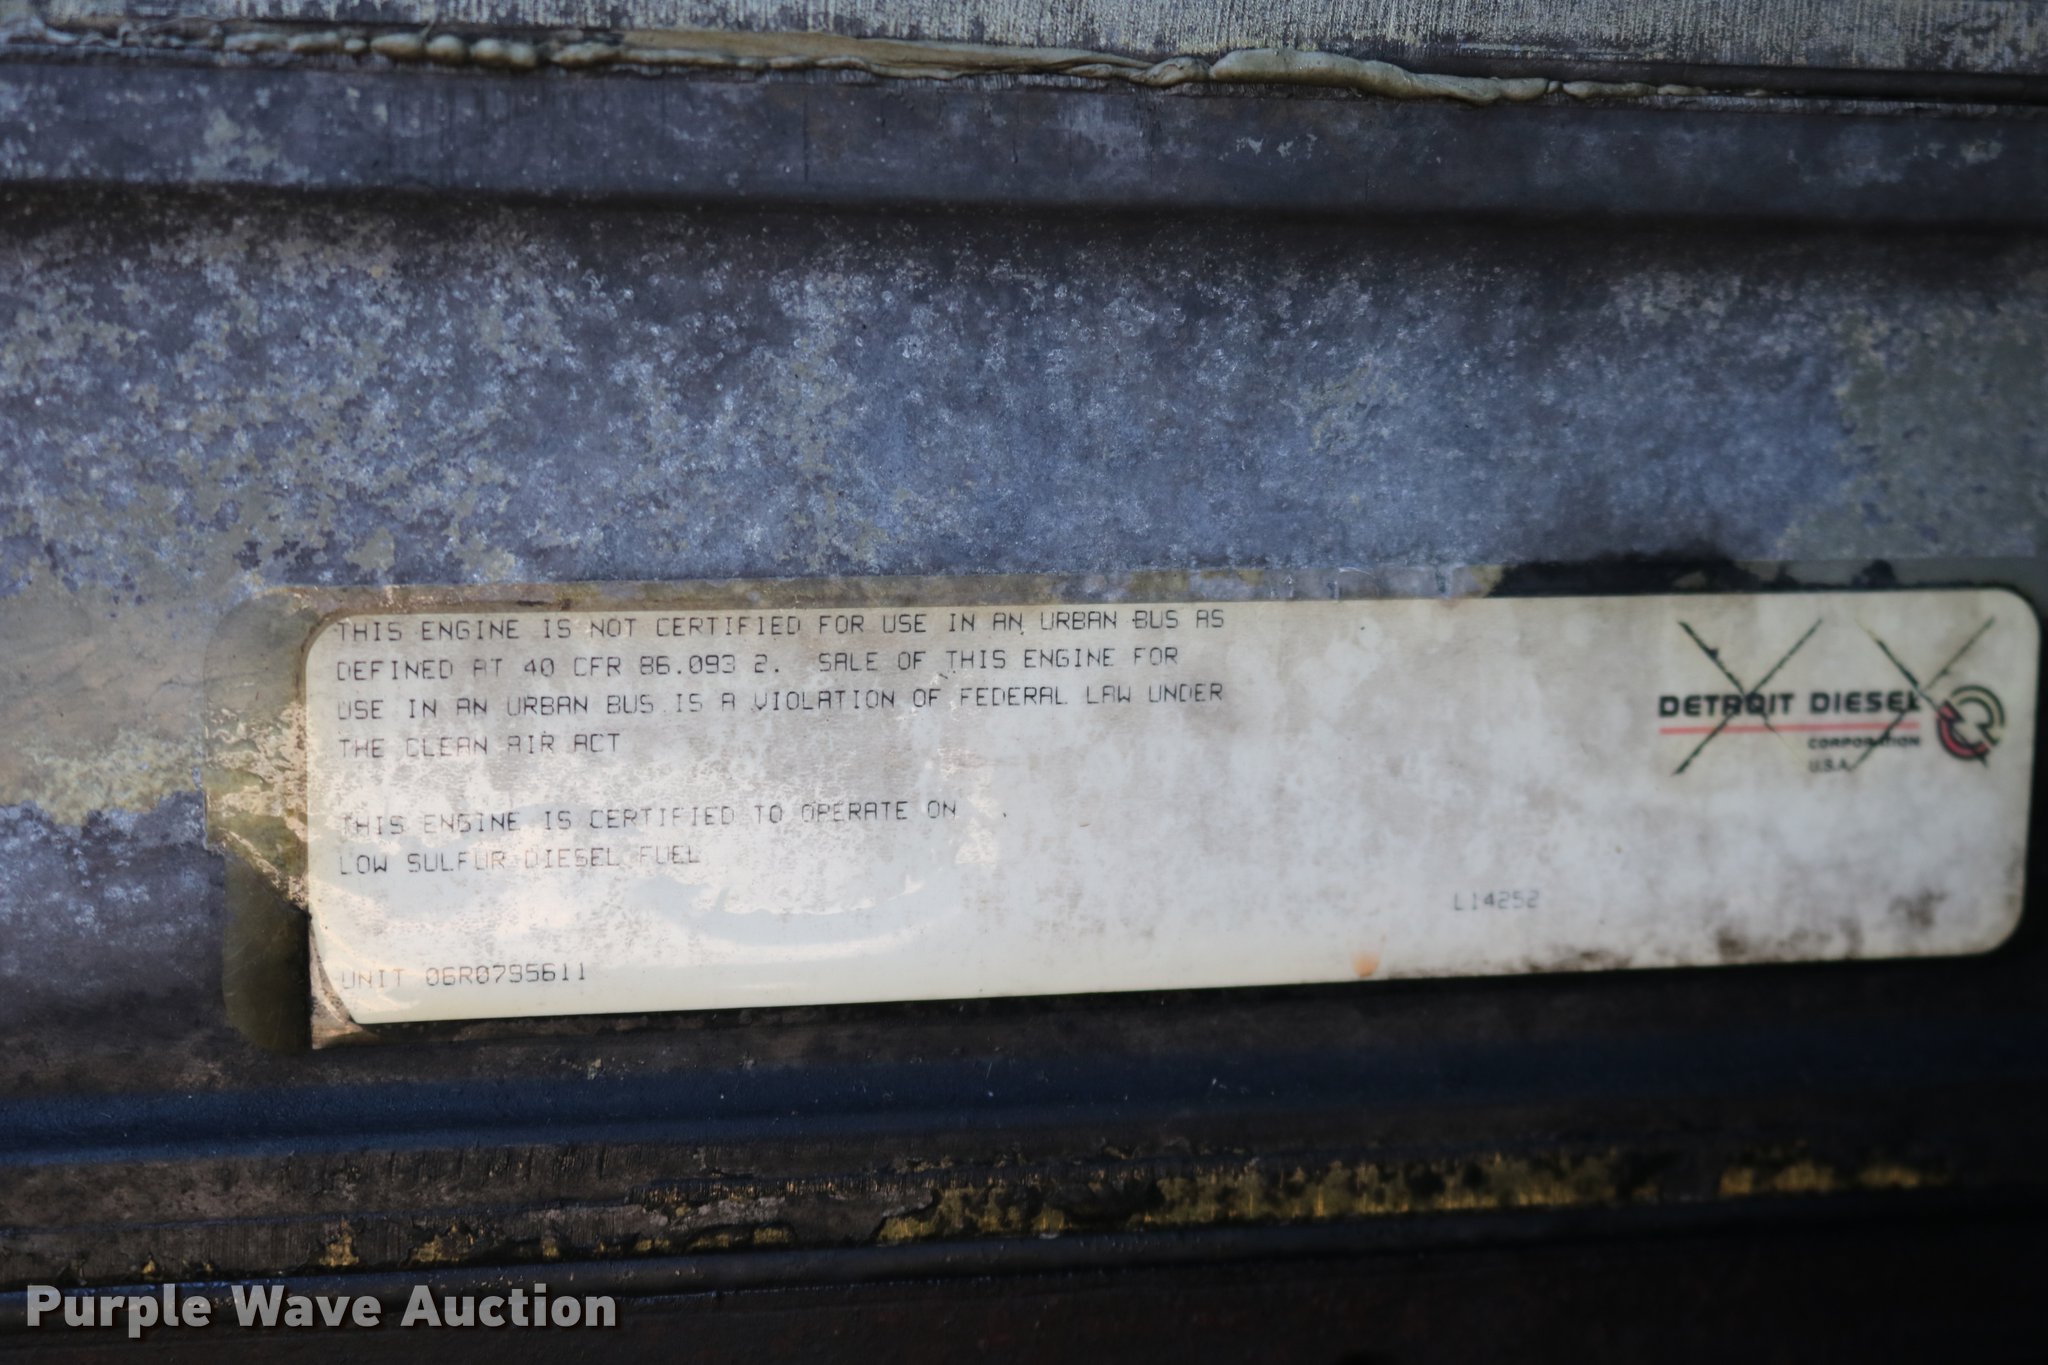 THIS ENGINE IS NOT CERTIFIED FOR USE IN AN URBAN BUS AS
DEFINED AT 40 CFR 86.093 2. SALE OF THIS ENGINE FOR
USE IN AN URBAN BUS IS A VIOLATION OF FEDERAL LAW UNDER
THE CLEAN AIR ACT
DETROIT DIESEL
CORPORATION
U.S.A.
THIS ENGINE IS CERTIFIED TO OPERATE ON
LOW SULFUR DIESEL FUEL
L14252
UNIT 06R0795611
Purple Wave Auction